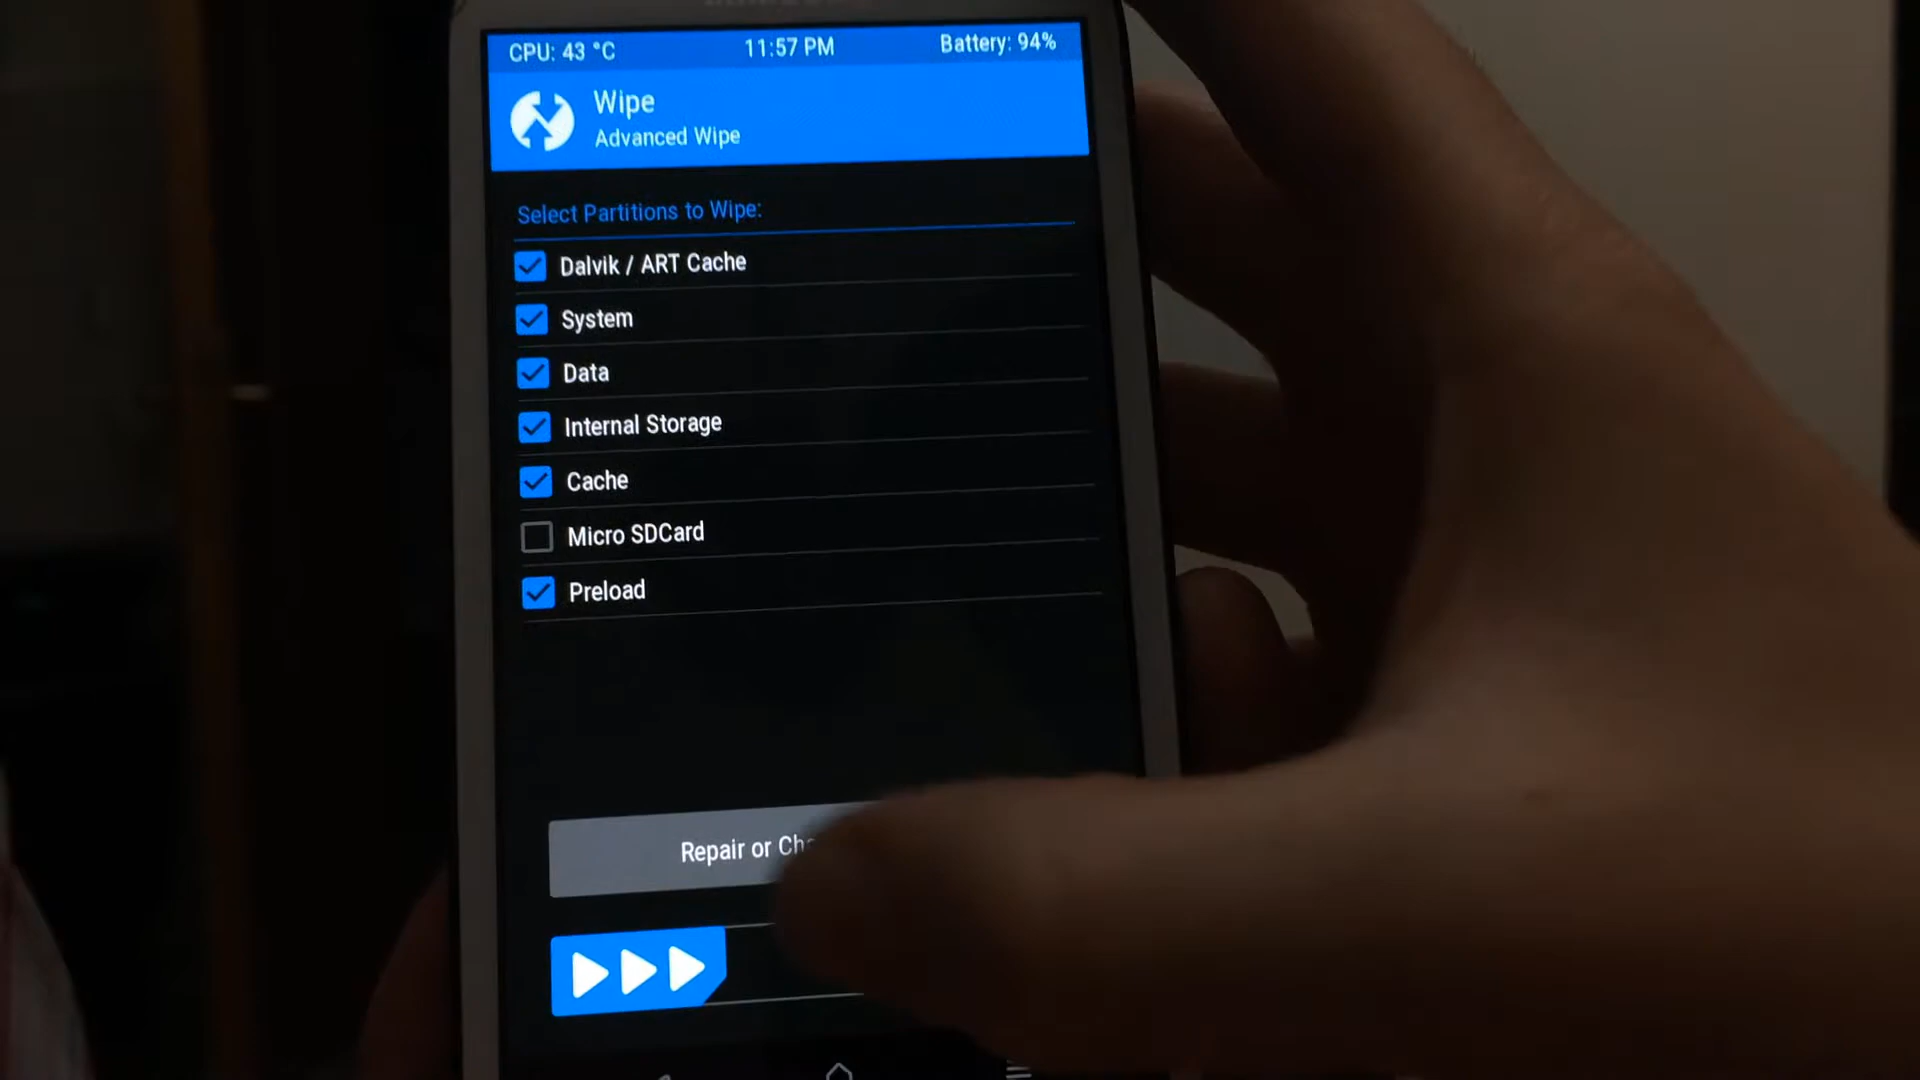 CPU: 43 °C 11:57 PM Battery: 94%
Wipe
Advanced Wipe
Select Partitions to Wipe:
Dalvik / ART Cache
System
Data
Internal Storage
Cache
Micro SDCard
Preload
Repair or